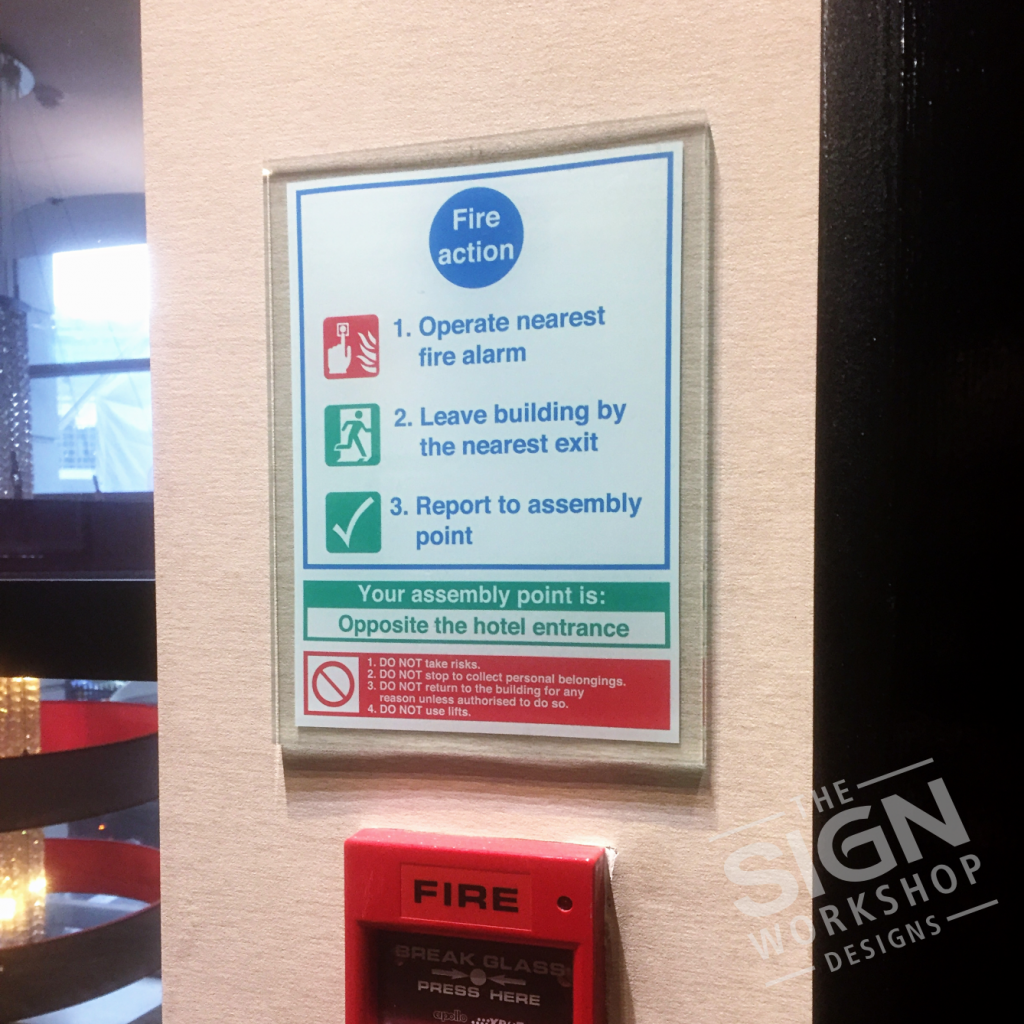 Fire
action
1. Operate nearest
fire alarm
2. Leave building by
the nearest exit
3. Report to assembly
point
Your assembly point is:
Opposite the hotel entrance
1. DO NOT take risks.
2. DO NOT stop to collect personal belongings.
3. DO NOT return to the building for any
reason unless authorised to do so.
4. DO NOT use lifts.
FIRE
BREAK GLASS
PRESS HERE
apollo
THE
SIGN
WORKSHOP
DESIGNS